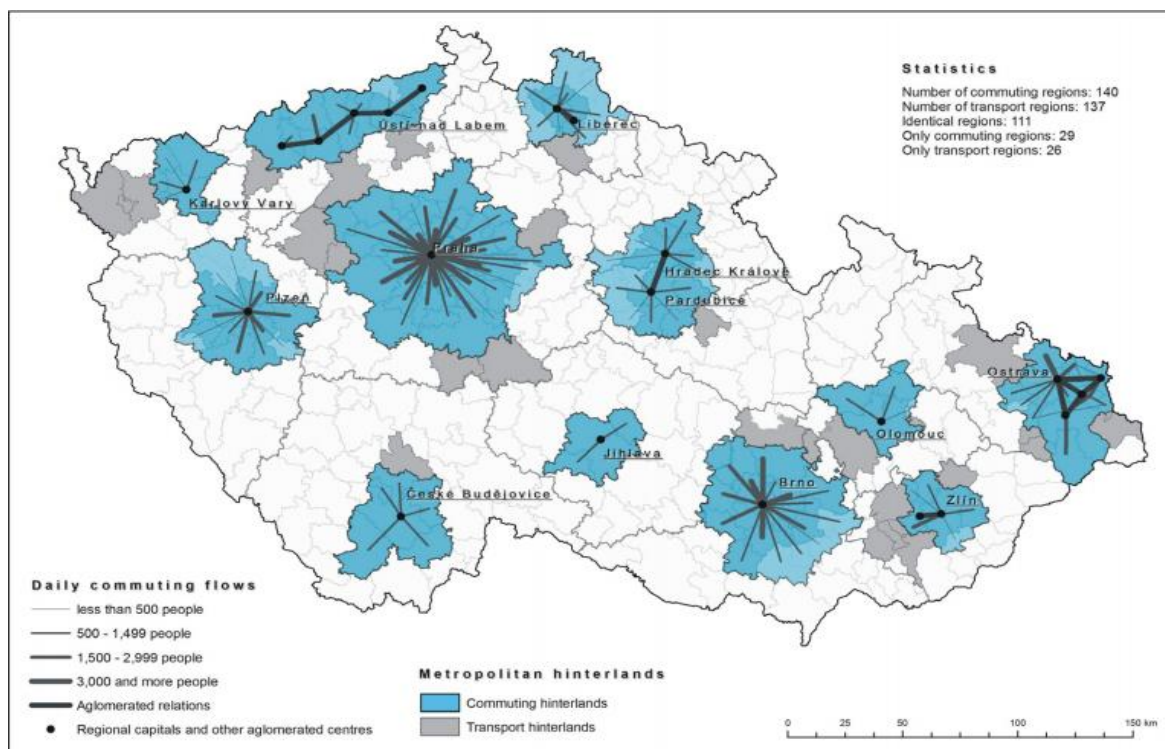 Statistics
Number of commuting regions: 140
Number of transport regions: 137
Identical regions: 111
Only commuting regions: 29
Only transport regions: 26
Ústí nad Labem
Liberec
Karlovy Vary
Praha
Hradec Králové
Plzeň
Pardubice
Ostrava
Olomouc
Jihlava
Brno
České Budějovice
Zlín
Daily commuting flows
less than 500 people
500 - 1,499 people
1,500 - 2,999 people
3,000 and more people
Aglomerated relations
Regional capitals and other aglomerated centres
Metropolitan hinterlands
Commuting hinterlands
Transport hinterlands
0 25 50 100 150 km